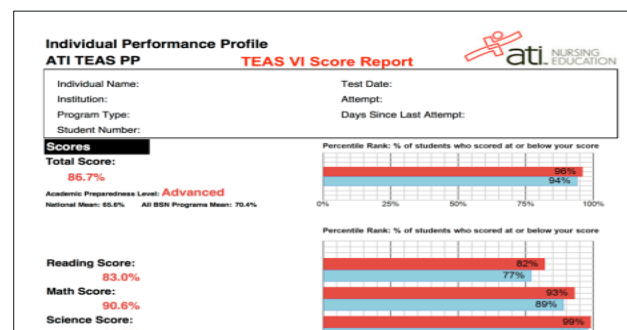 Individual Performance Profile
ATI TEAS PP
TEAS VI Score Report
ati NURSING EDUCATION
Individual Name:
Test Date:
Institution:
Attempt:
Program Type:
Days Since Last Attempt:
Student Number:
Scores
Percentile Rank: % of students who scored at or below your score
Total Score:
86.7%
96%
94%
Academic Preparedness Level: Advanced
National Mean: 65.6% All BSN Programs Mean: 70.4%
0% 25% 50% 75% 100%
Percentile Rank: % of students who scored at or below your score
Reading Score:
83.0%
82%
77%
Math Score:
90.6%
93%
89%
Science Score:
99%